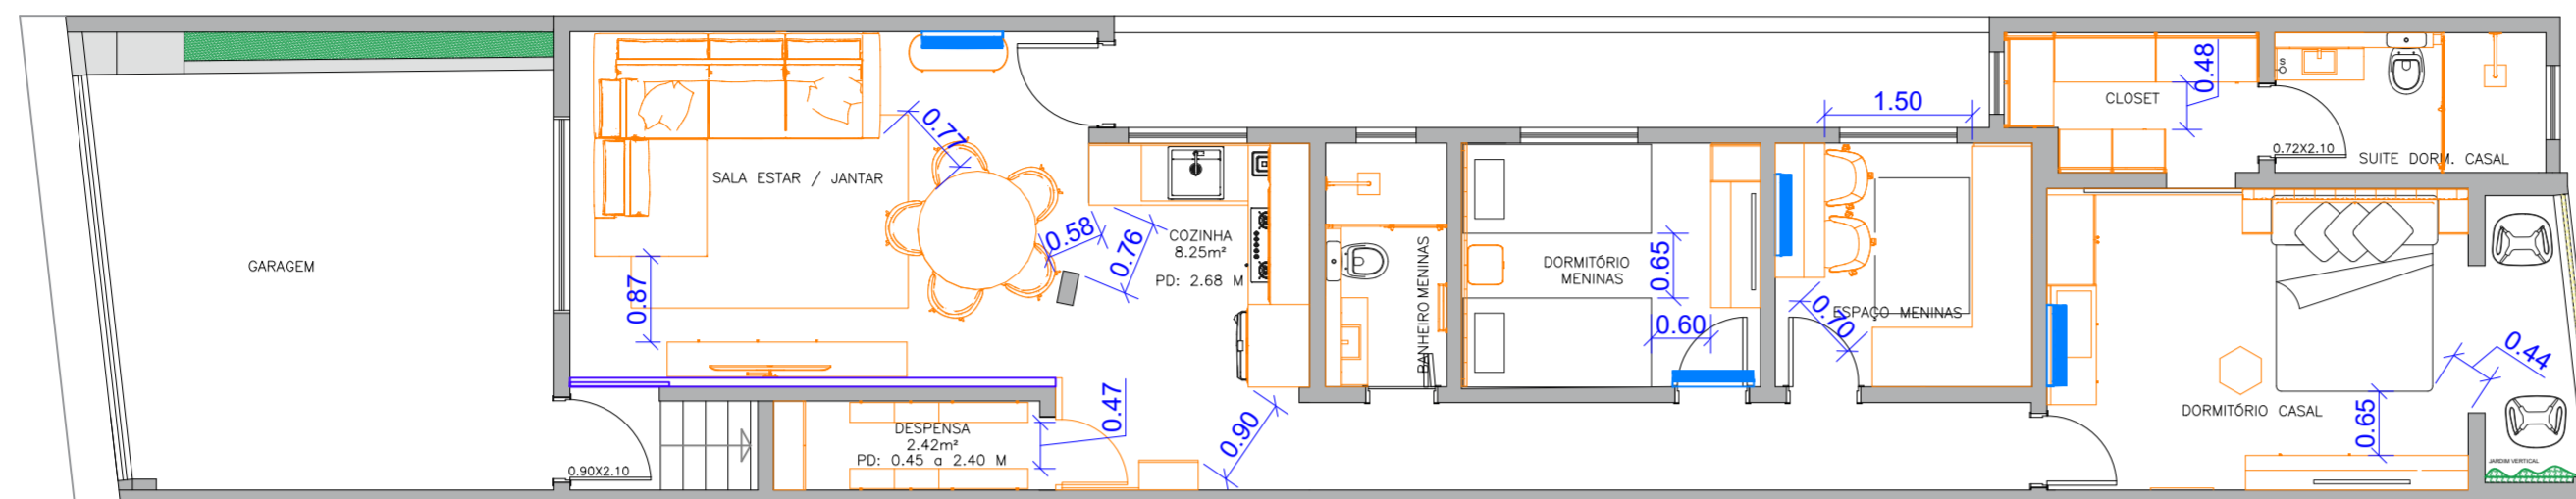 GARAGEM
0.90X2.10
SALA ESTAR / JANTAR
0.77
0.87
0.58
0.76
COZINHA
8.25m²
PD: 2.68 M
DESPENSA
2.42m²
PD: 0.45 a 2.40 M
0.47
0.90
BANHEIRO MENINAS
DORMITÓRIO
MENINAS
0.65
0.60
1.50
ESPAÇO MENINAS
0.70
CLOSET
0.48
S
0.72X2.10
SUITE DORM. CASAL
DORMITÓRIO CASAL
0.65
0.44
JARDIM VERTICAL